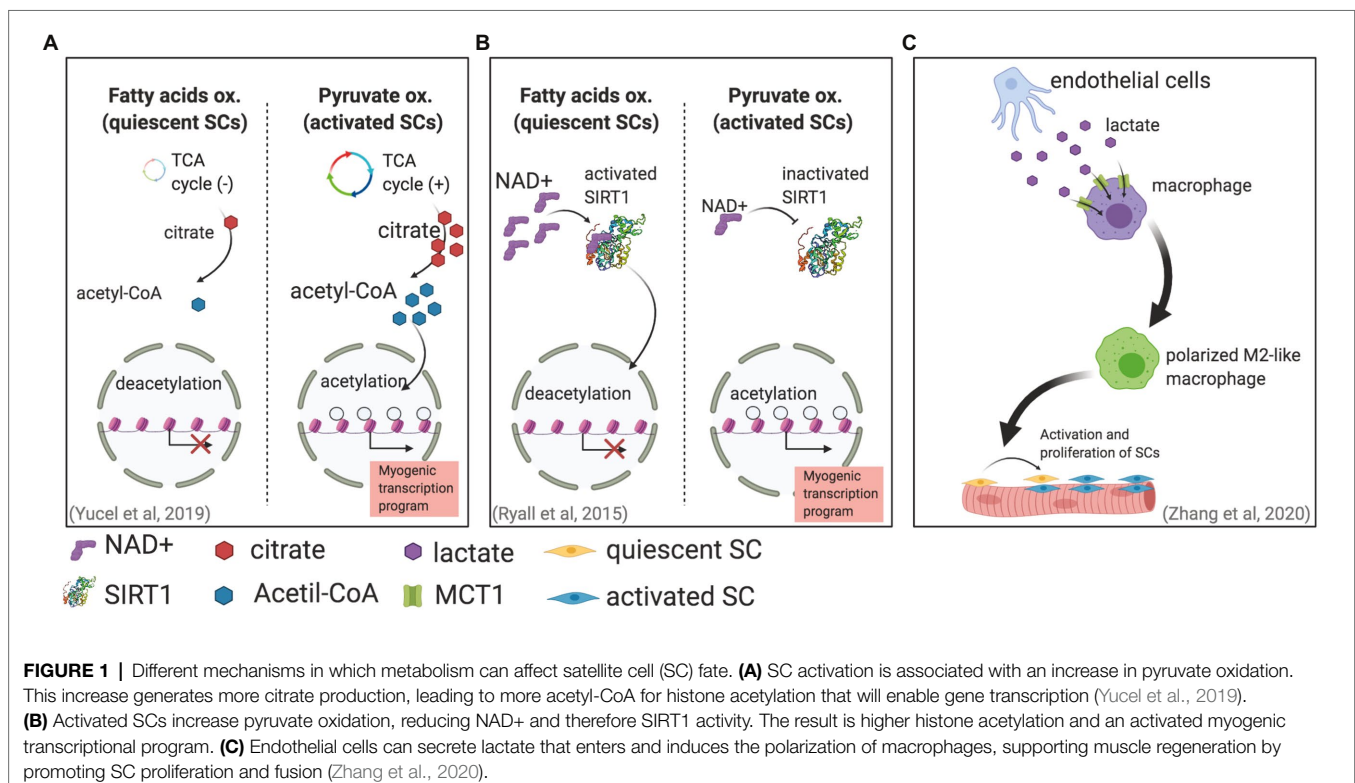 A
Fatty acids ox.
(quiescent SCs)
TCA
cycle (-)
citrate
acetyl-CoA
deacetylation
Pyruvate ox.
(activated SCs)
TCA
cycle (+)
citrate
acetyl-CoA
acetylation
Myogenic
transcription
program
(Yucel et al, 2019)
B
Fatty acids ox.
(quiescent SCs)
NAD+
activated
SIRT1
deacetylation
Pyruvate ox.
(activated SCs)
NAD+
inactivated
SIRT1
acetylation
Myogenic
transcription
program
(Ryall et al, 2015)
C
endothelial cells
lactate
macrophage
polarized M2-like
macrophage
Activation and
proliferation of SCs
(Zhang et al, 2020)
NAD+ citrate lactate quiescent SC
SIRT1 Acetil-CoA MCT1 activated SC
FIGURE 1 | Different mechanisms in which metabolism can affect satellite cell (SC) fate. (A) SC activation is associated with an increase in pyruvate oxidation.
This increase generates more citrate production, leading to more acetyl-CoA for histone acetylation that will enable gene transcription (Yucel et al., 2019).
(B) Activated SCs increase pyruvate oxidation, reducing NAD+ and therefore SIRT1 activity. The result is higher histone acetylation and an activated myogenic
transcriptional program. (C) Endothelial cells can secrete lactate that enters and induces the polarization of macrophages, supporting muscle regeneration by
promoting SC proliferation and fusion (Zhang et al., 2020).